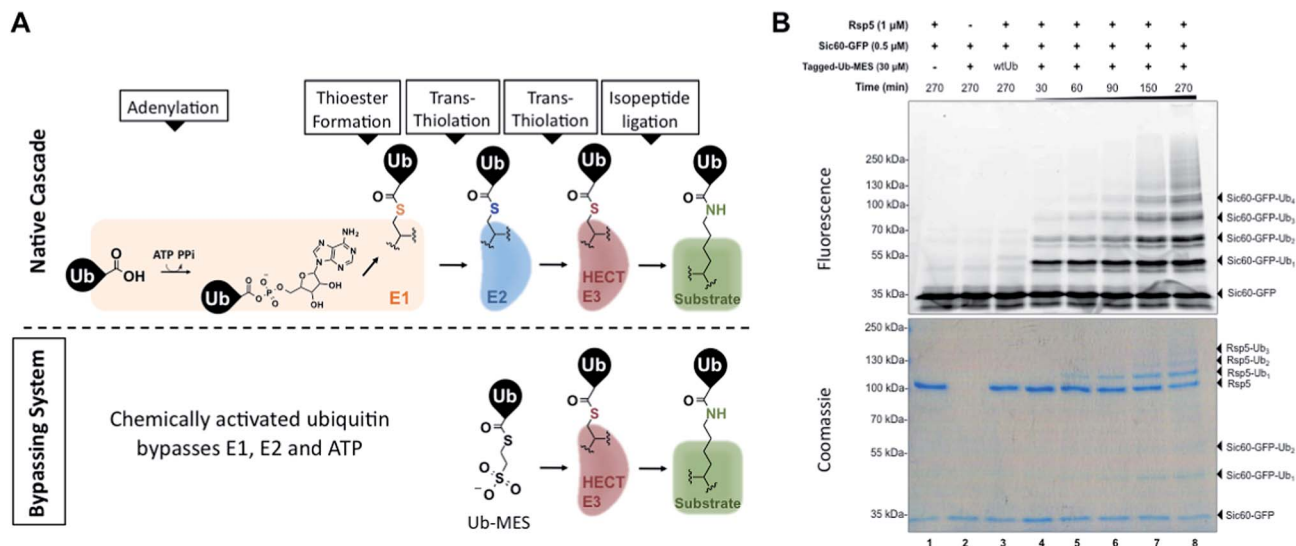 A
Native Cascade
Adenylation
Thioester
Formation
Trans-
Thiolation
Trans-
Thiolation
Isopeptide
ligation
Ub
Ub
Ub
Ub
O
O
O
O
S
S
S
NH
Ub
O
OH
ATP PPi
Ub
O
O
P
O
O
O
N
N
N
N
NH₂
OH
OH
E1
E2
HECT
E3
Substrate
Bypassing System
Chemically activated ubiquitin
bypasses E1, E2 and ATP
Ub
O
S
O
S
O
O
Ub-MES
Ub
O
S
HECT
E3
Ub
O
NH
Substrate
B
Rsp5 (1 µM) + - + + + + + +
Sic60-GFP (0.5 µM) + + + + + + + +
Tagged-Ub-MES (30 µM) - + wtUb + + + + +
Time (min) 270 270 270 30 60 90 150 270
Fluorescence
250 kDa-
130 kDa-
100 kDa-
70 kDa-
55 kDa-
35 kDa-
Sic60-GFP-Ub₄
Sic60-GFP-Ub₃
Sic60-GFP-Ub₂
Sic60-GFP-Ub₁
Sic60-GFP
Coomassie
250 kDa-
130 kDa-
100 kDa-
70 kDa-
55 kDa-
35 kDa-
Rsp5-Ub₃
Rsp5-Ub₂
Rsp5-Ub₁
Rsp5
Sic60-GFP-Ub₂
Sic60-GFP-Ub₁
Sic60-GFP
1 2 3 4 5 6 7 8